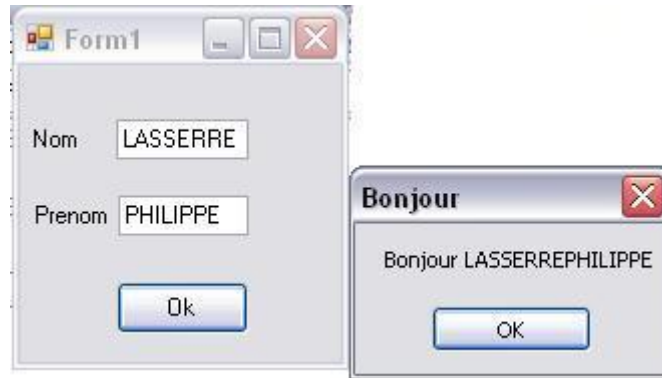 Form1
Nom LASSERRE
Prenom PHILIPPE
Ok
Bonjour
Bonjour LASSERREPHILIPPE
OK